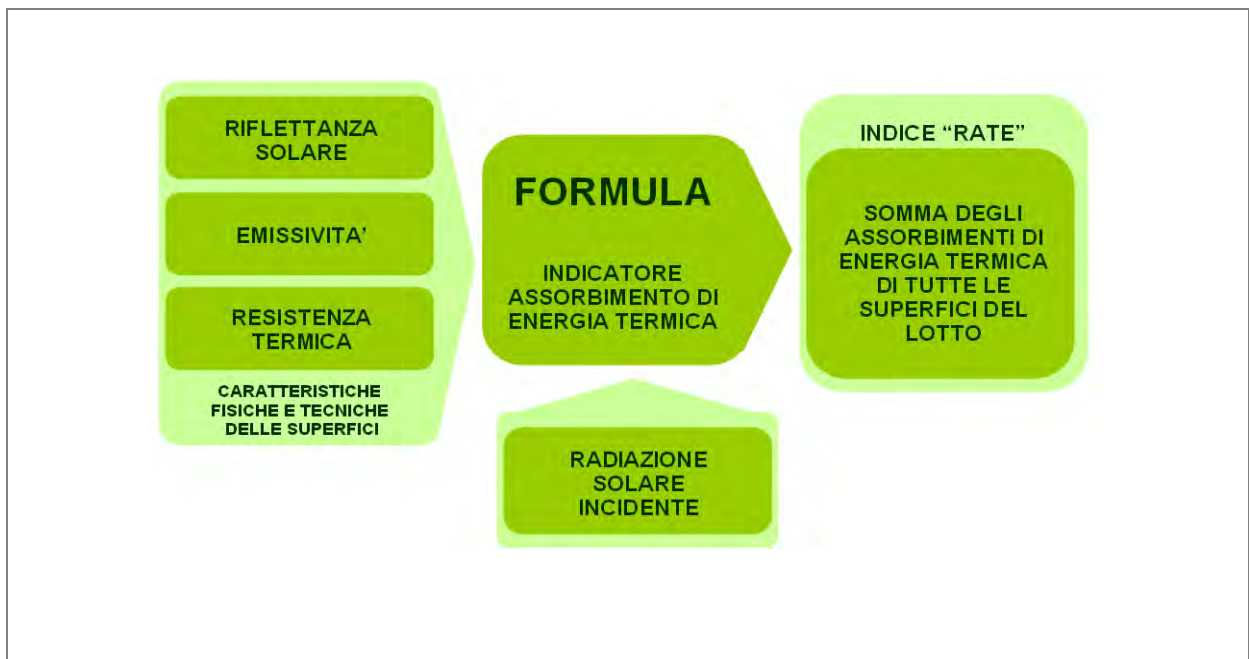 RIFLETTANZA
SOLARE
EMISSIVITA’
RESISTENZA
TERMICA
CARATTERISTICHE
FISICHE E TECNICHE
DELLE SUPERFICI
FORMULA
INDICATORE
ASSORBIMENTO DI
ENERGIA TERMICA
RADIAZIONE
SOLARE
INCIDENTE
INDICE “RATE”
SOMMA DEGLI
ASSORBIMENTI DI
ENERGIA TERMICA
DI TUTTE LE
SUPERFICI DEL
LOTTO